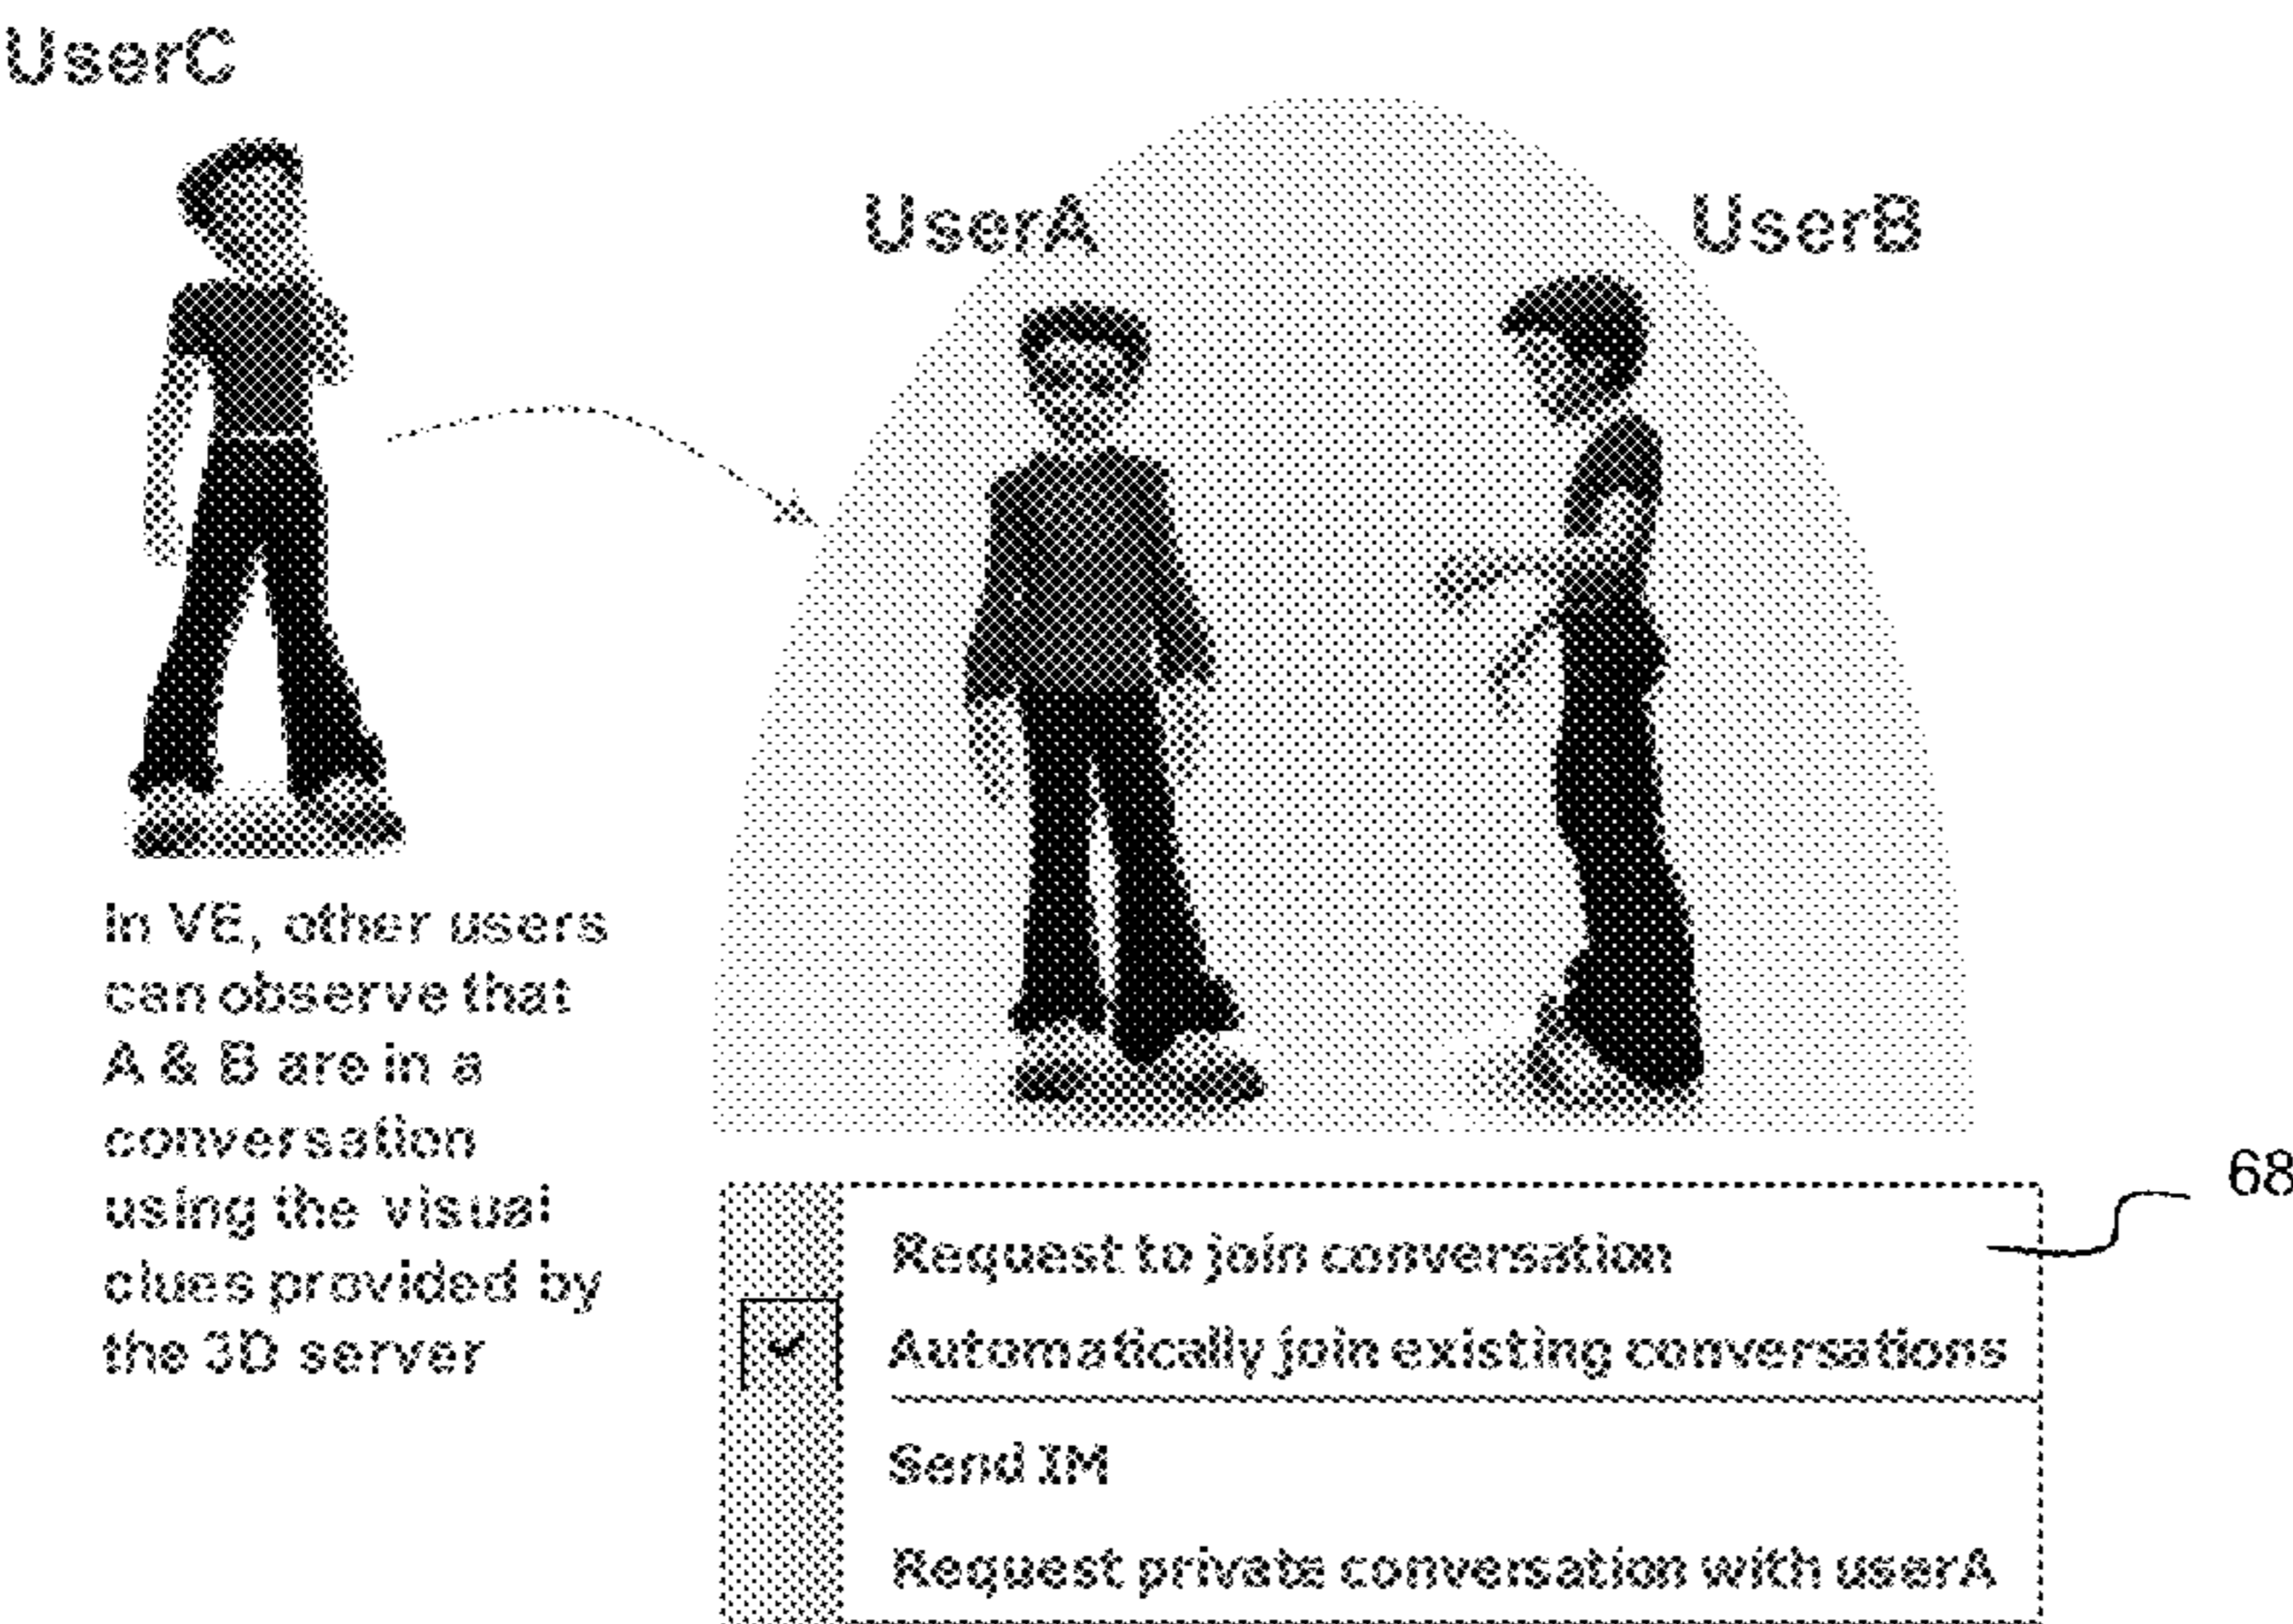 UserC
UserA
UserB
In VE, other users
can observe that
A & B are in a
conversation
using the visual
clues provided by
the 3D server
68
Request to join conversation
Automatically join existing conversations
Send IM
Request private conversation with userA